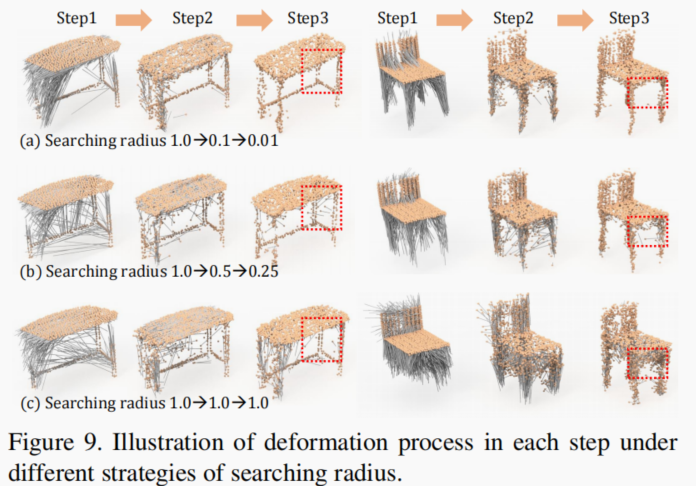 Step1 Step2 Step3 Step1 Step2 Step3
(a) Searching radius 1.0→0.1→0.01
(b) Searching radius 1.0→0.5→0.25
(c) Searching radius 1.0→1.0→1.0
Figure 9. Illustration of deformation process in each step under
different strategies of searching radius.